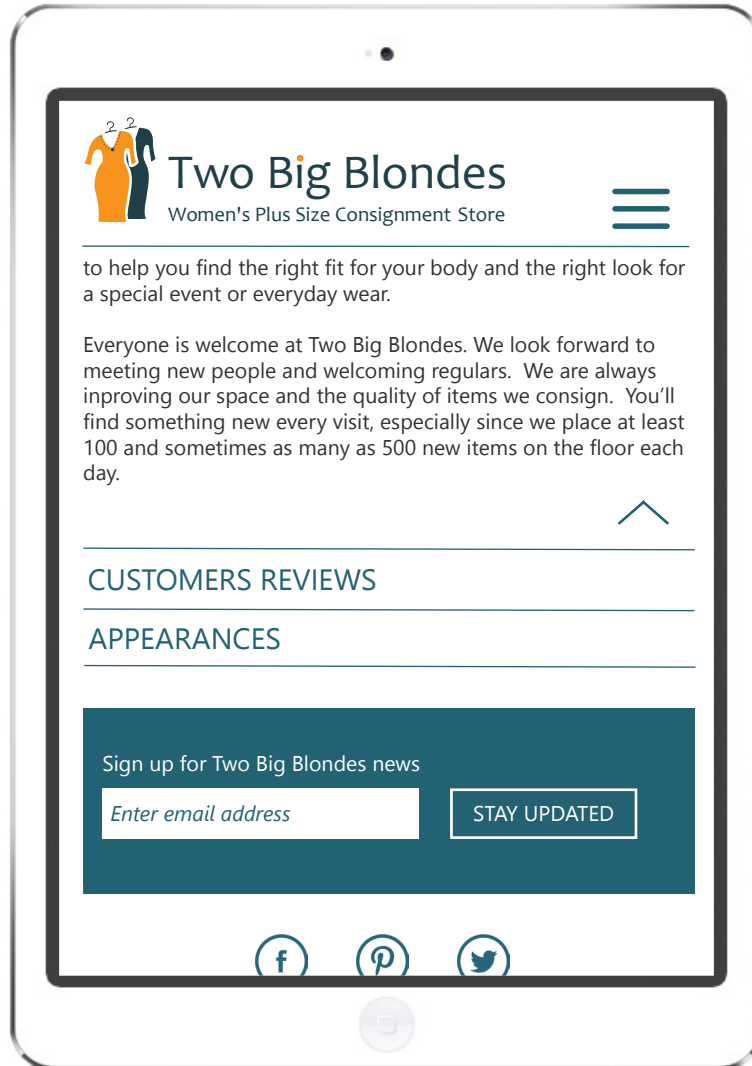 Two Big Blondes
Women's Plus Size Consignment Store
to help you find the right fit for your body and the right look for
a special event or everyday wear.
Everyone is welcome at Two Big Blondes. We look forward to
meeting new people and welcoming regulars.  We are always
inproving our space and the quality of items we consign.  You’ll
find something new every visit, especially since we place at least
100 and sometimes as many as 500 new items on the floor each
day.
CUSTOMERS REVIEWS
APPEARANCES
Sign up for Two Big Blondes news
Enter email address
STAY UPDATED